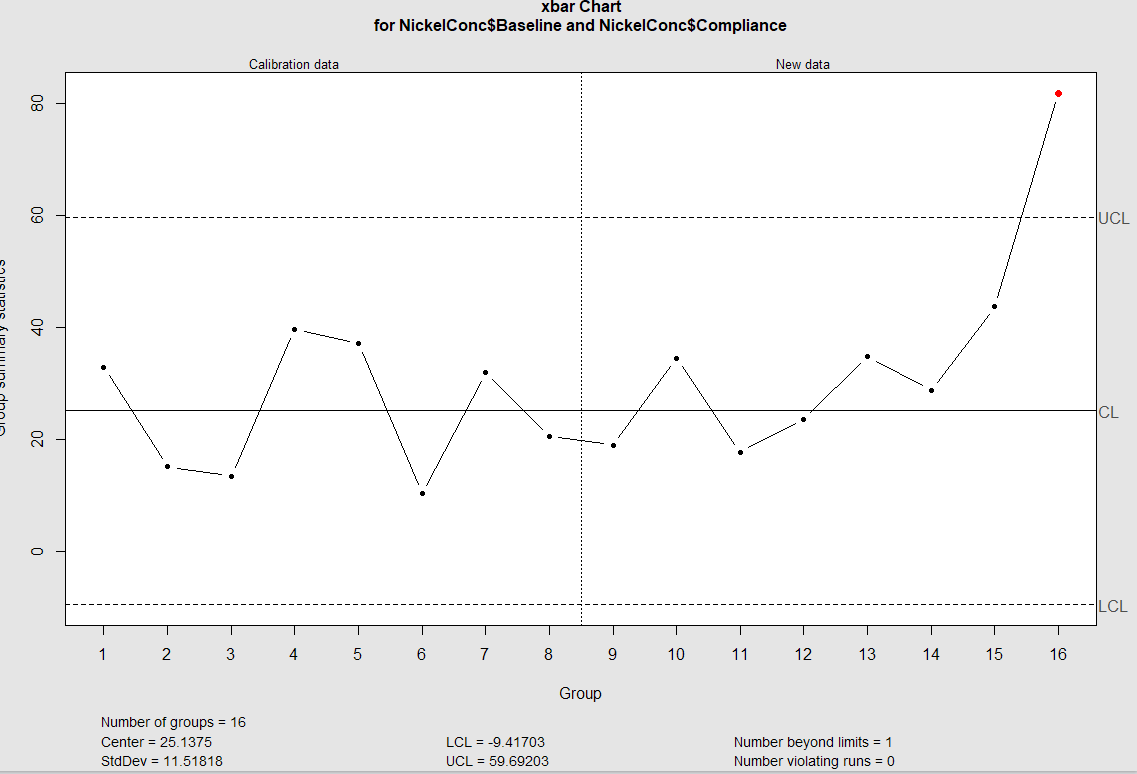 xbar Chart
for NickelConc$Baseline and NickelConc$Compliance
Calibration data New data
80
60
40
20
0
Group summary statistics
UCL
CL
LCL
1 2 3 4 5 6 7 8 9 10 11 12 13 14 15 16
Group
Number of groups = 16
Center = 25.1375 LCL = -9.41703 Number beyond limits = 1
StdDev = 11.51818 UCL = 59.69203 Number violating runs = 0